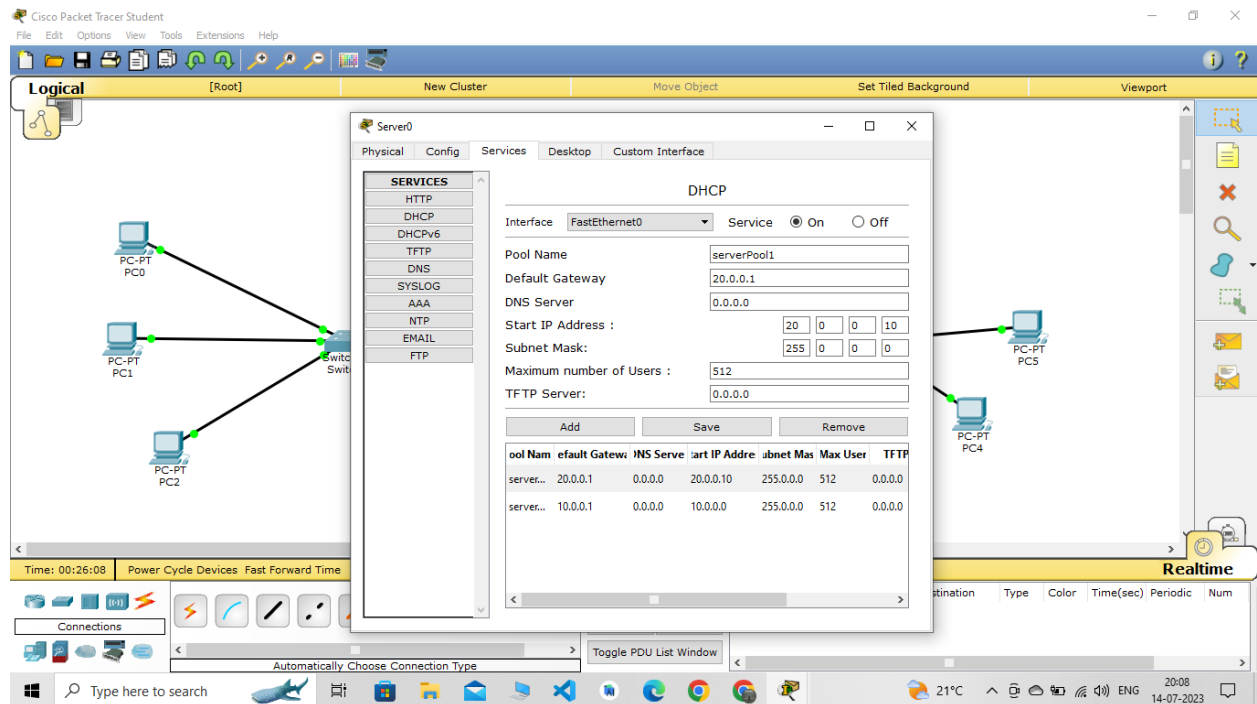 Cisco Packet Tracer Student
File Edit Options View Tools Extensions Help
Logical [Root] New Cluster Move Object Set Tiled Background Viewport
Server0
Physical Config Services Desktop Custom Interface
SERVICES
HTTP
DHCP
DHCPv6
TFTP
DNS
SYSLOG
AAA
NTP
EMAIL
FTP
DHCP
Interface FastEthernet0 Service On Off
Pool Name serverPool1
Default Gateway 20.0.0.1
DNS Server 0.0.0.0
Start IP Address : 20 0 0 10
Subnet Mask: 255 0 0 0
Maximum number of Users : 512
TFTP Server: 0.0.0.0
Add Save Remove
ool Nam efault Gatewa DNS Serve tart IP Addre ubnet Mas Max User TFTP
server... 20.0.0.1 0.0.0.0 20.0.0.10 255.0.0.0 512 0.0.0.0
server... 10.0.0.1 0.0.0.0 10.0.0.0 255.0.0.0 512 0.0.0.0
PC-PT
PC0
PC-PT
PC1
PC-PT
PC2
Switc
Swit
PC-PT
PC5
PC-PT
PC4
Time: 00:26:08 Power Cycle Devices Fast Forward Time Realtime
Connections
Automatically Choose Connection Type
Toggle PDU List Window
stination Type Color Time(sec) Periodic Num
Type here to search
21°C ENG 20:08
14-07-2023